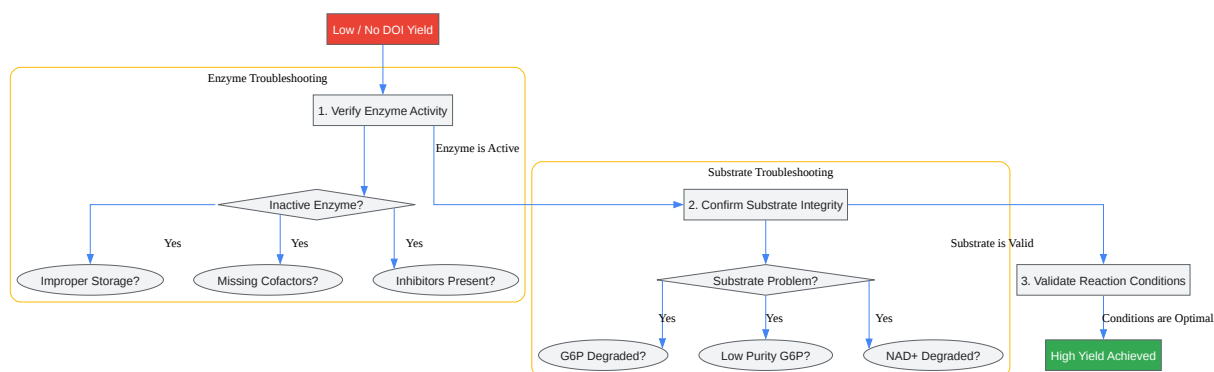 Low / No DOI Yield
Enzyme Troubleshooting
1. Verify Enzyme Activity
Enzyme is Active
Inactive Enzyme?
Yes
Yes
Yes
Improper Storage?
Missing Cofactors?
Inhibitors Present?
Substrate Troubleshooting
2. Confirm Substrate Integrity
Substrate is Valid
Substrate Problem?
Yes
Yes
Yes
G6P Degraded?
Low Purity G6P?
NAD+ Degraded?
3. Validate Reaction Conditions
Conditions are Optimal
High Yield Achieved